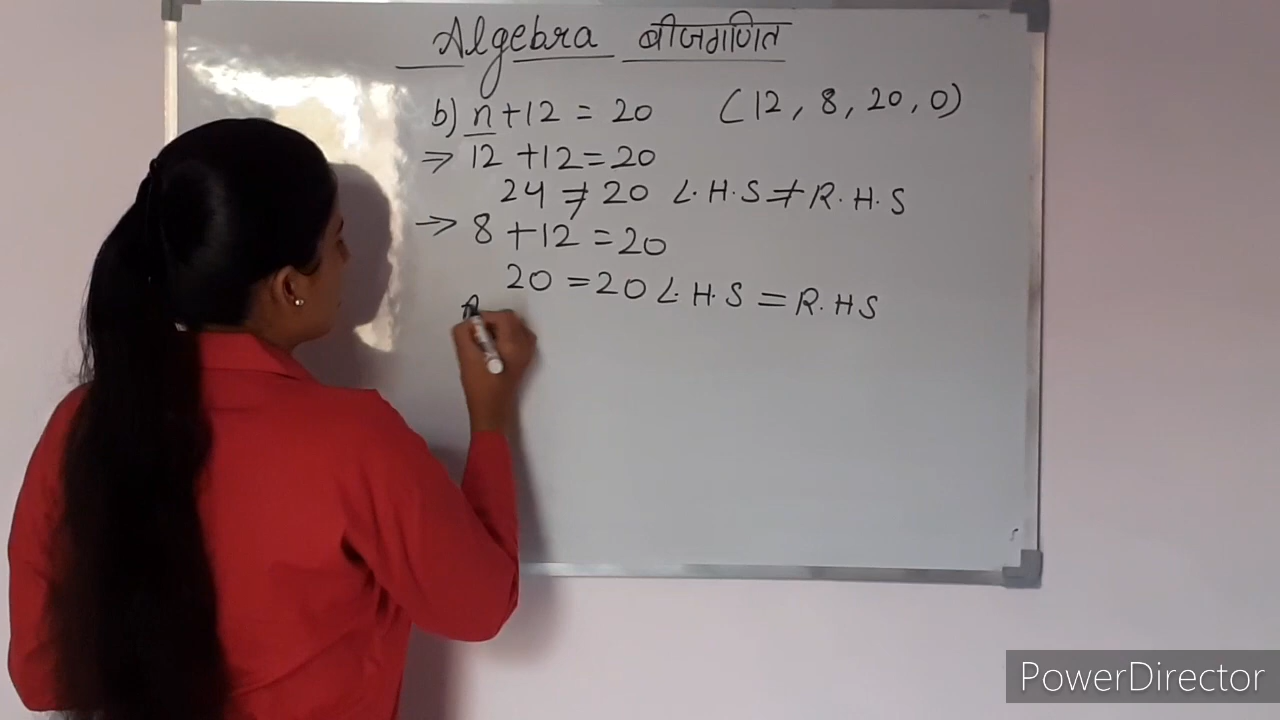 Algebra बीजगणित
b) n+12 = 20 (12, 8, 20, 0)
⇒ 12 +12=20
24 ≠ 20 L.H.S ≠ R.H.S
→ 8 +12 =20
20 =20 L.H.S = R.HS
A
PowerDirector